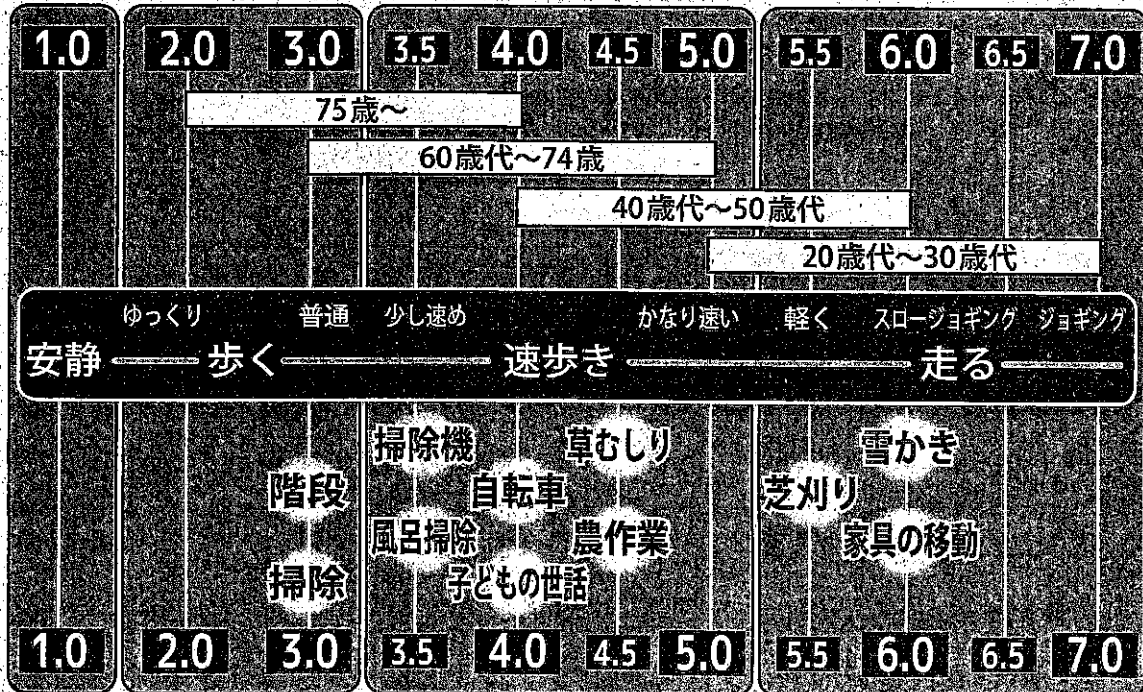 1.0 2.0 3.0 3.5 4.0 4.5 5.0 5.5 6.0 6.5 7.0
75歳～
60歳代～74歳
40歳代～50歳代
20歳代～30歳代
ゆっくり 普通 少し速め かなり速い 軽く スロージョギング ジョギング
安静 歩く 速歩き 走る
掃除機 草むしり 雪かき
階段 自転車 芝刈り
風呂掃除 農作業 家具の移動
掃除 子どもの世話
1.0 2.0 3.0 3.5 4.0 4.5 5.0 5.5 6.0 6.5 7.0